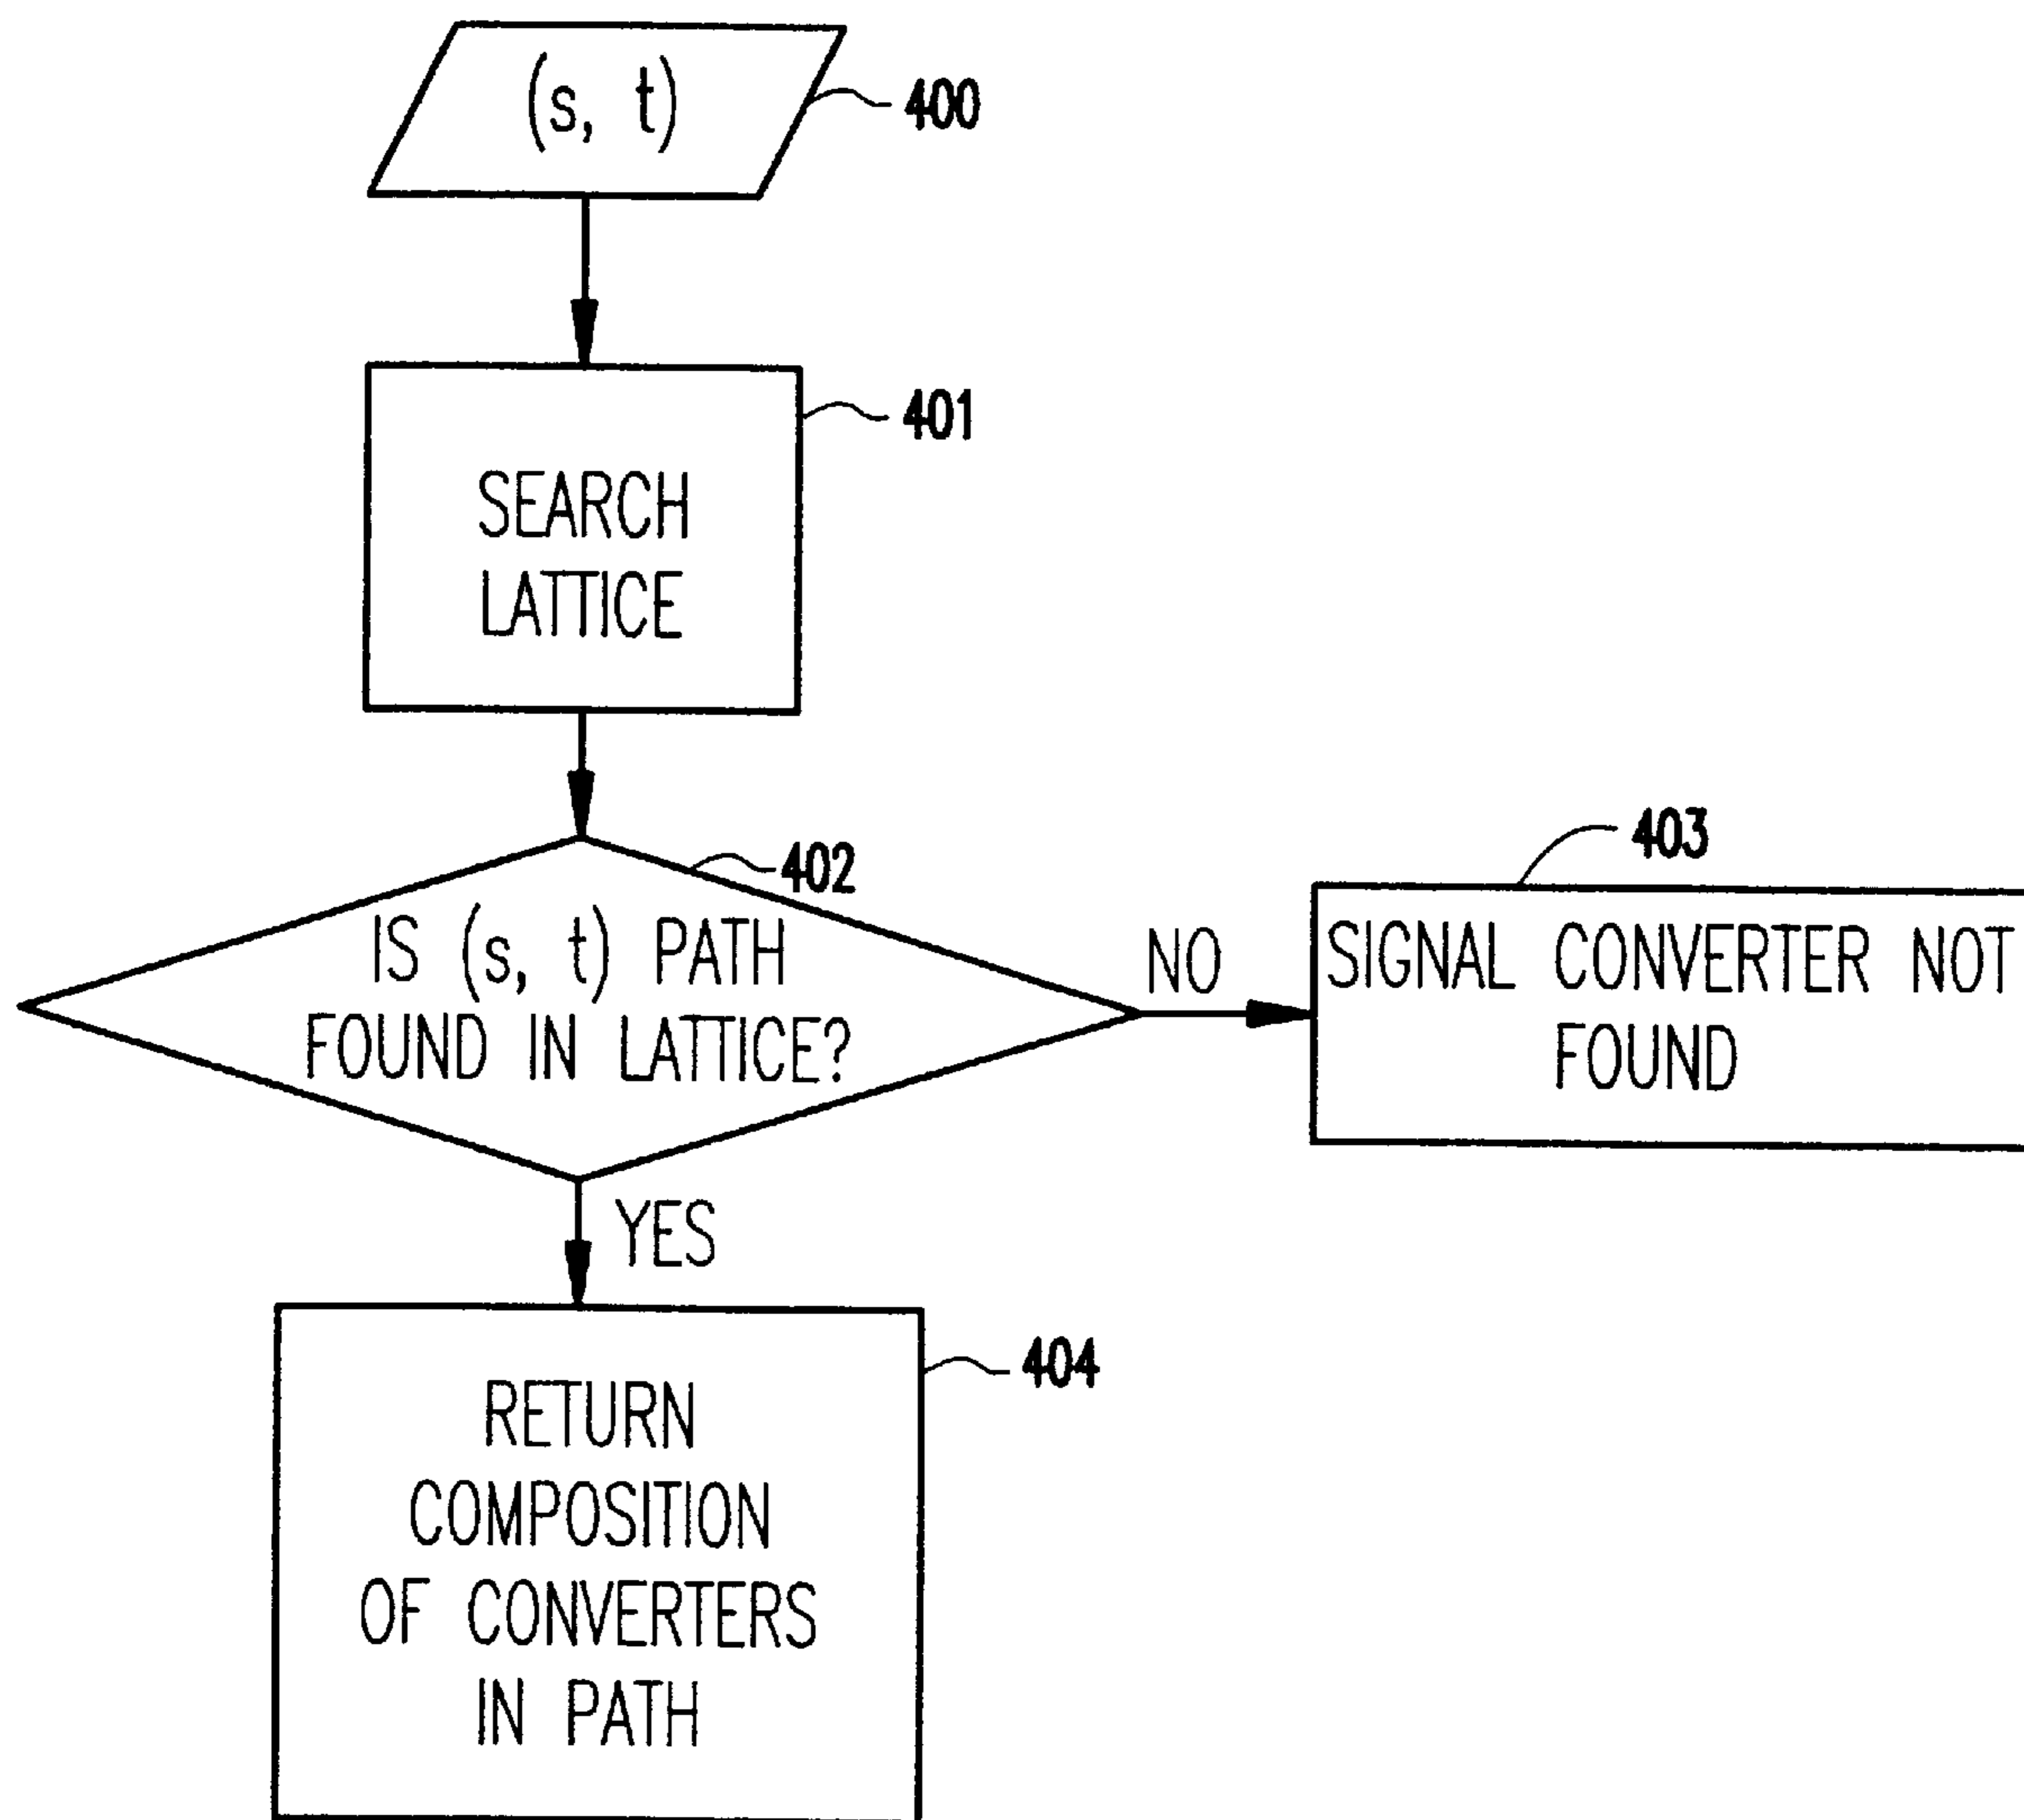 (s, t)
400
401
SEARCH
LATTICE
402
IS (s, t) PATH
FOUND IN LATTICE?
NO
403
SIGNAL CONVERTER NOT
FOUND
YES
404
RETURN
COMPOSITION
OF CONVERTERS
IN PATH